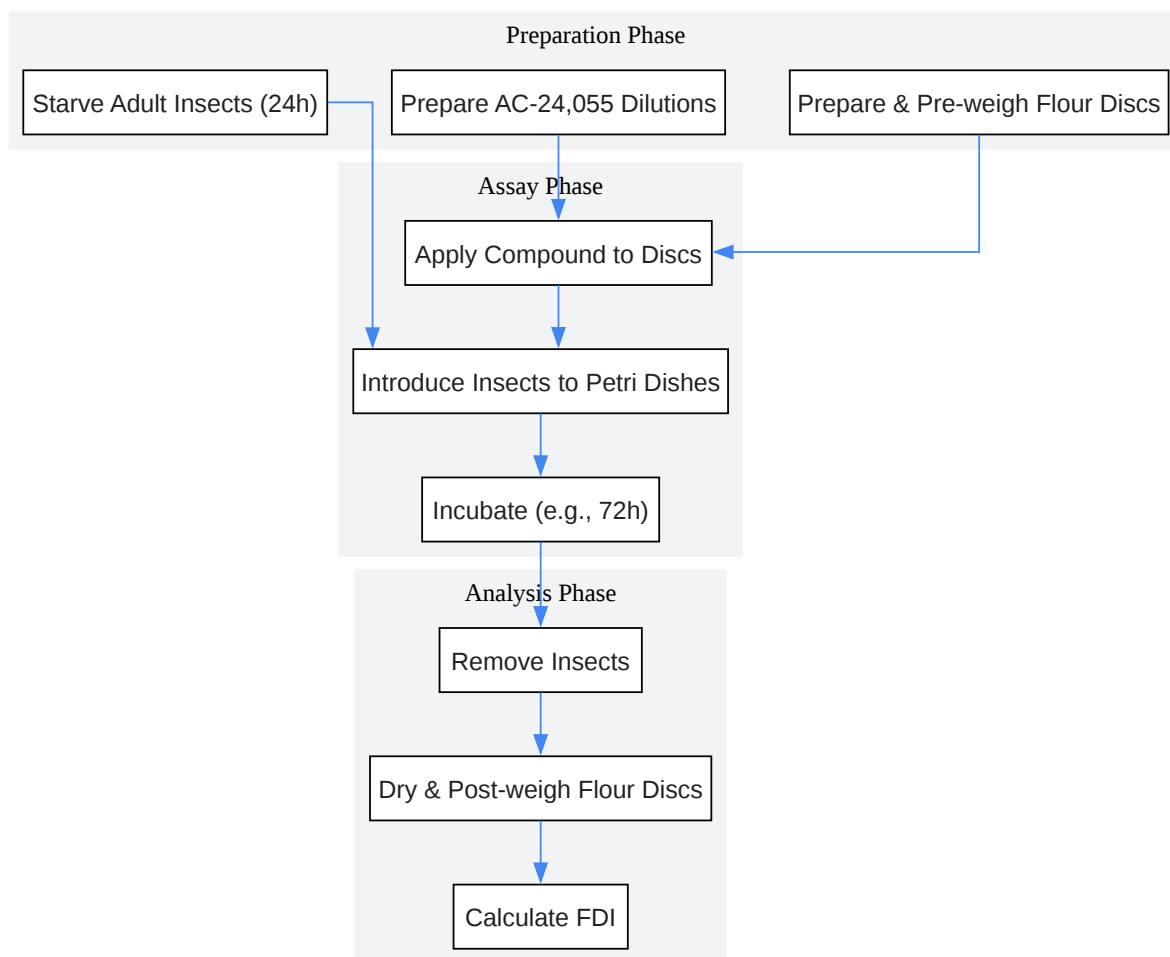 Preparation Phase
Starve Adult Insects (24h)
Prepare AC-24,055 Dilutions
Prepare & Pre-weigh Flour Discs
Assay Phase
Apply Compound to Discs
Introduce Insects to Petri Dishes
Incubate (e.g., 72h)
Analysis Phase
Remove Insects
Dry & Post-weigh Flour Discs
Calculate FDI